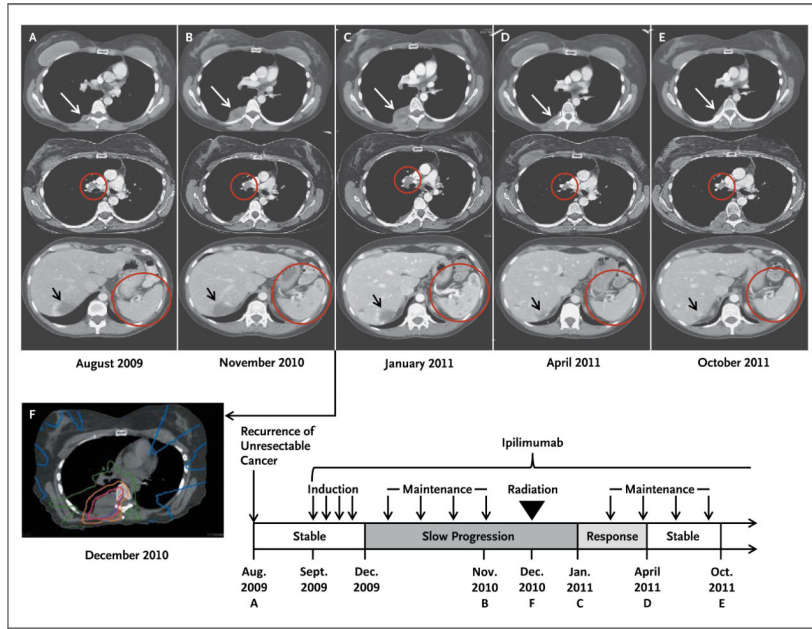 A
B
C
D
E
August 2009
November 2010
January 2011
April 2011
October 2011
F
December 2010
Recurrence of
Unresectable
Cancer
Ipilimumab
Induction
Maintenance
Radiation
Maintenance
Stable
Slow Progression
Response
Stable
Aug.
2009
A
Sept.
2009
Dec.
2009
Nov.
2010
B
Dec.
2010
F
Jan.
2011
C
April
2011
D
Oct.
2011
E